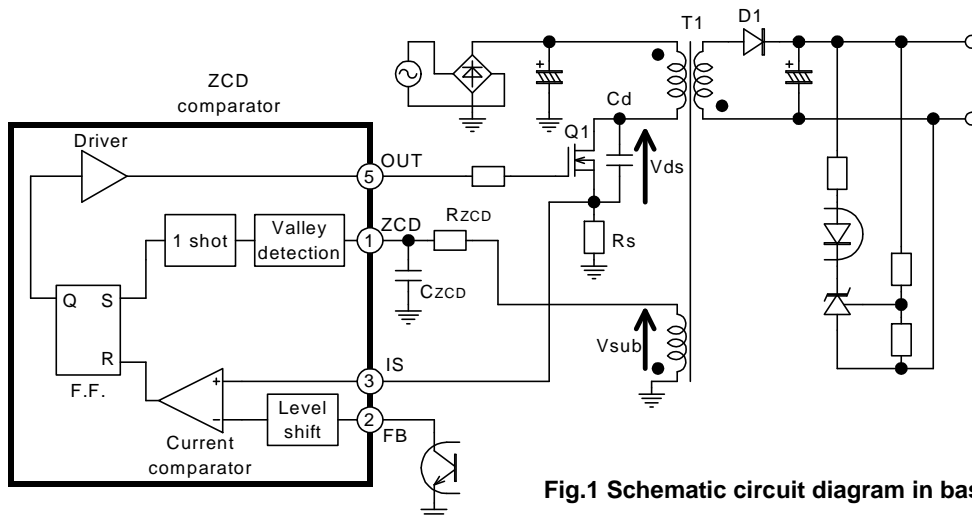 T1
D1
ZCD
comparator
Cd
Q1
Vds
Driver
OUT
5
RZCD
ZCD
1 shot
Valley
detection
1
Rs
CZCD
Q
S
R
Vsub
IS
3
F.F.
+
−
Level
shift
2
FB
Current
comparator
+
+
Fig.1 Schematic circuit diagram in bas